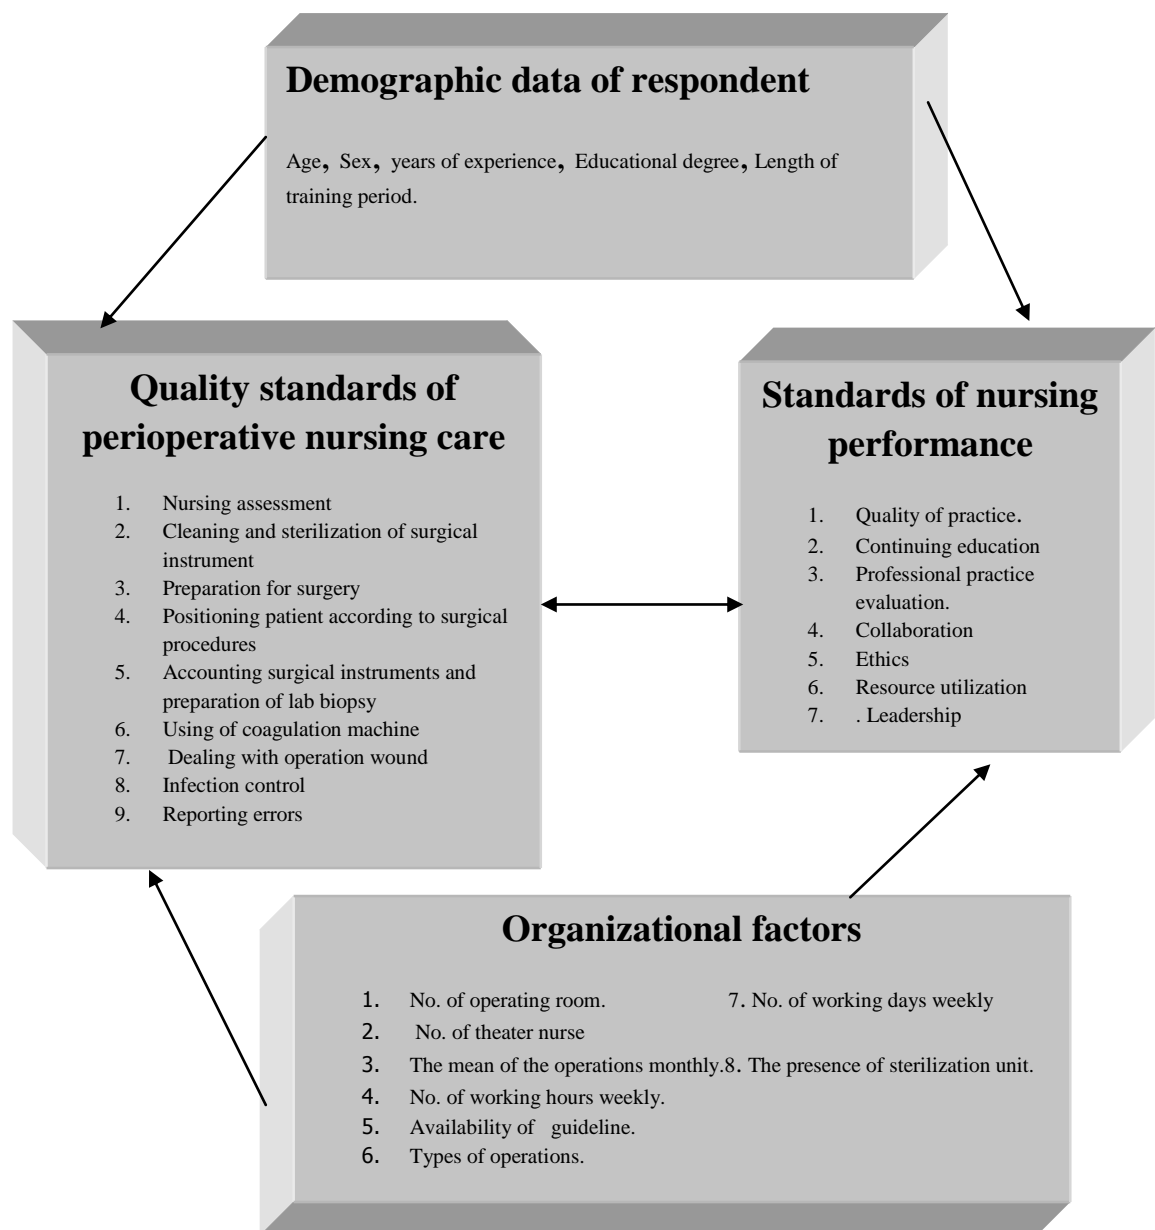 Demographic data of respondent
Age, Sex, years of experience, Educational degree, Length of
training period.
Quality standards of
perioperative nursing care
1. Nursing assessment
2. Cleaning and sterilization of surgical
instrument
3. Preparation for surgery
4. Positioning patient according to surgical
procedures
5. Accounting surgical instruments and
preparation of lab biopsy
6. Using of coagulation machine
7. Dealing with operation wound
8. Infection control
9. Reporting errors
Standards of nursing
performance
1. Quality of practice.
2. Continuing education
3. Professional practice
evaluation.
4. Collaboration
5. Ethics
6. Resource utilization
7. . Leadership
Organizational factors
1. No. of operating room. 7. No. of working days weekly
2. No. of theater nurse
3. The mean of the operations monthly.8. The presence of sterilization unit.
4. No. of working hours weekly.
5. Availability of guideline.
6. Types of operations.